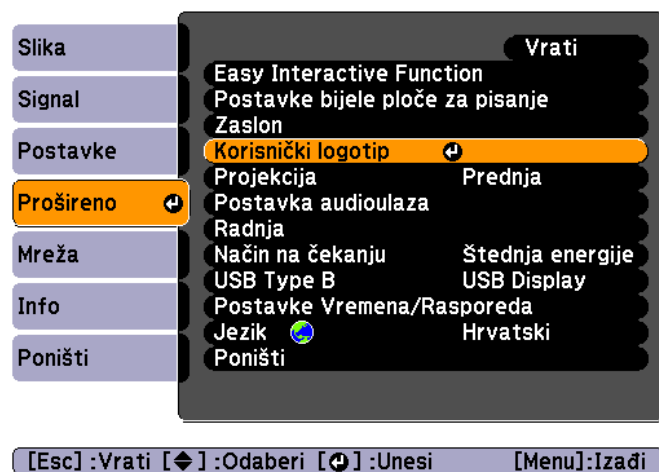 Slika
Signal
Postavke
Prošireno
Mreža
Info
Poništi
Vrati
Easy Interactive Function
Postavke bijele ploče za pisanje
Zaslon
Korisnički logotip
Projekcija Prednja
Postavka audioulaza
Radnja
Način na čekanju Štednja energije
USB Type B USB Display
Postavke Vremena/Rasporeda
Jezik Hrvatski
Poništi
[Esc] :Vrati [◆] :Odaberi [⏎] :Unesi [Menu]:Izađi